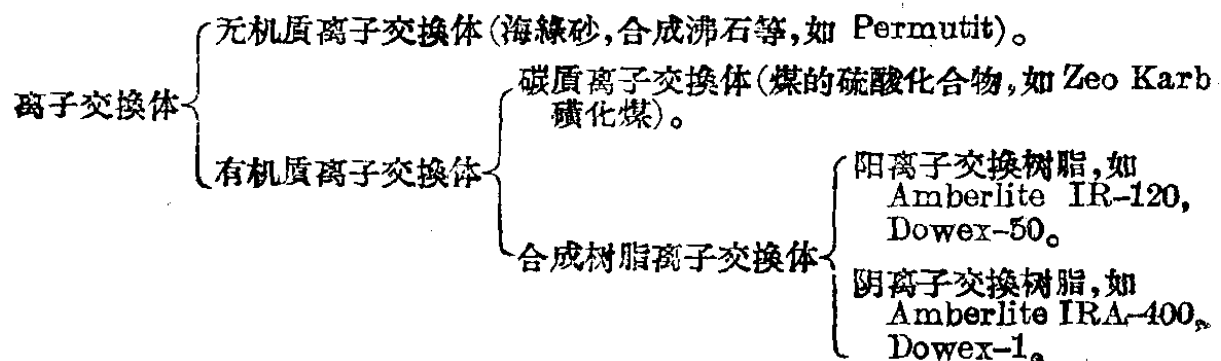 无机质离子交换体(海綠砂,合成沸石等,如 Permutit)。
碳质离子交换体(煤的硫酸化合物,如 Zeo Karb
磺化煤)。
离子交换体
有机质离子交换体
阳离子交换树脂,如
Amberlite IR-120,
Dowex-50。
合成树脂离子交换体
阴离子交换树脂,如
Amberlite IRA-400,
Dowex-1。